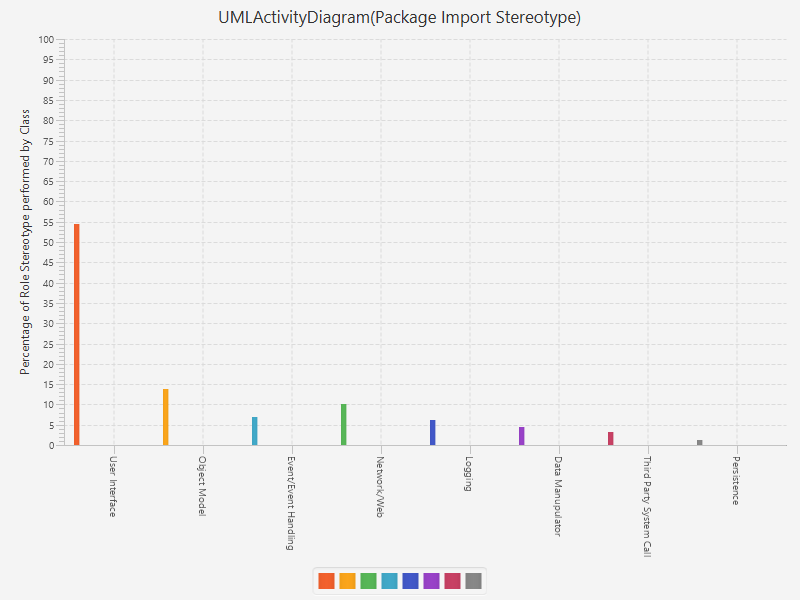 UMLActivityDiagram(Package Import Stereotype)
Percentage of Role Stereotype performed by Class
100
95
90
85
80
75
70
65
60
55
50
45
40
35
30
25
20
15
10
5
0
User Interface
Object Model
Event/Event Handling
Network/Web
Logging
Data Manupulator
Third Party System Call
Persistence